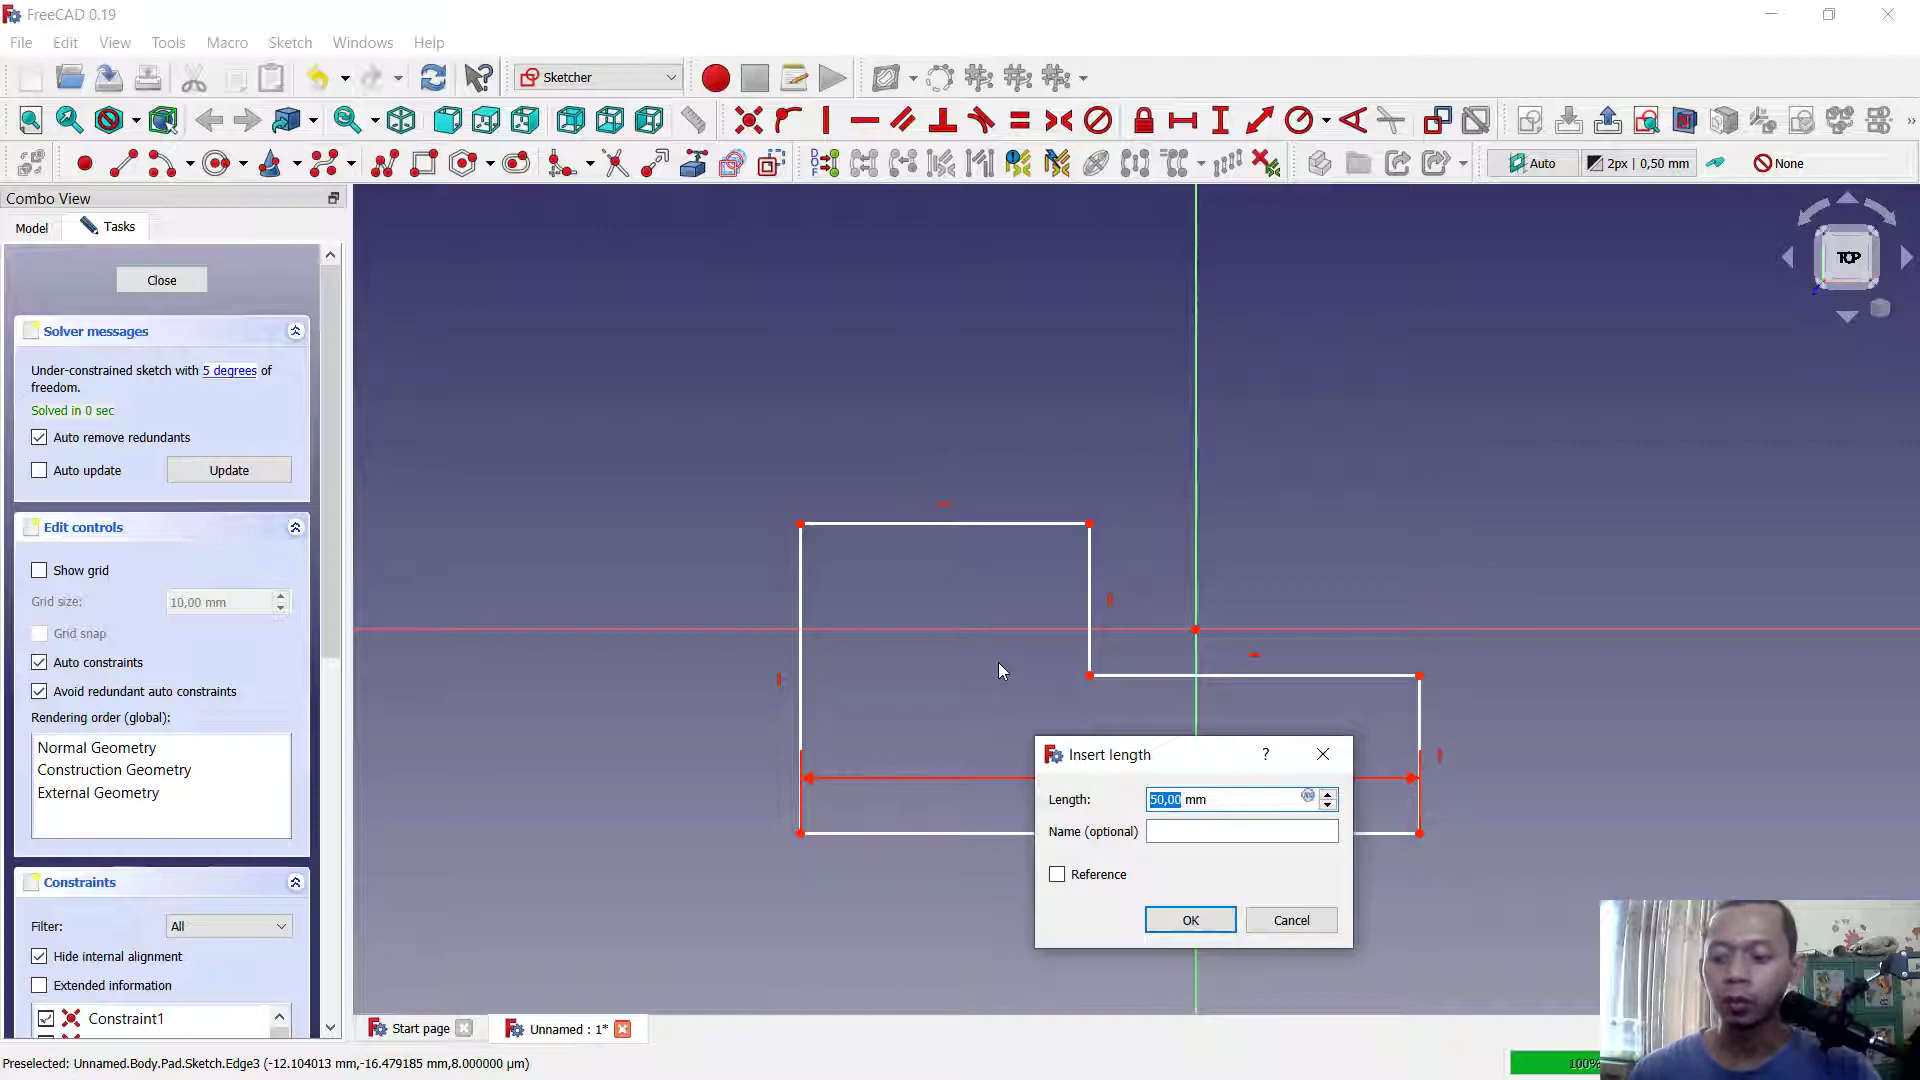 FreeCAD 0.19
File Edit View Tools Macro Sketch Windows Help
Sketcher
Auto 2px | 0,50 mm None
Combo View
Model Tasks
TOP
Close
Solver messages
Under-constrained sketch with 5 degrees of
freedom.
Solved in 0 sec
Auto remove redundants
Auto update Update
Edit controls
Show grid
Grid size: 10,00 mm
Grid snap
Auto constraints
Avoid redundant auto constraints
Rendering order (global):
Normal Geometry
Construction Geometry
External Geometry
Insert length ?
Length: 50,00 mm
Name (optional)
Reference
OK Cancel
Constraints
Filter: All
Hide internal alignment
Extended information
Constraint1
Start page Unnamed : 1*
Preselected: Unnamed.Body.Pad.Sketch.Edge3 (-12.104013 mm,-16.479185 mm,8.000000 µm) 100%